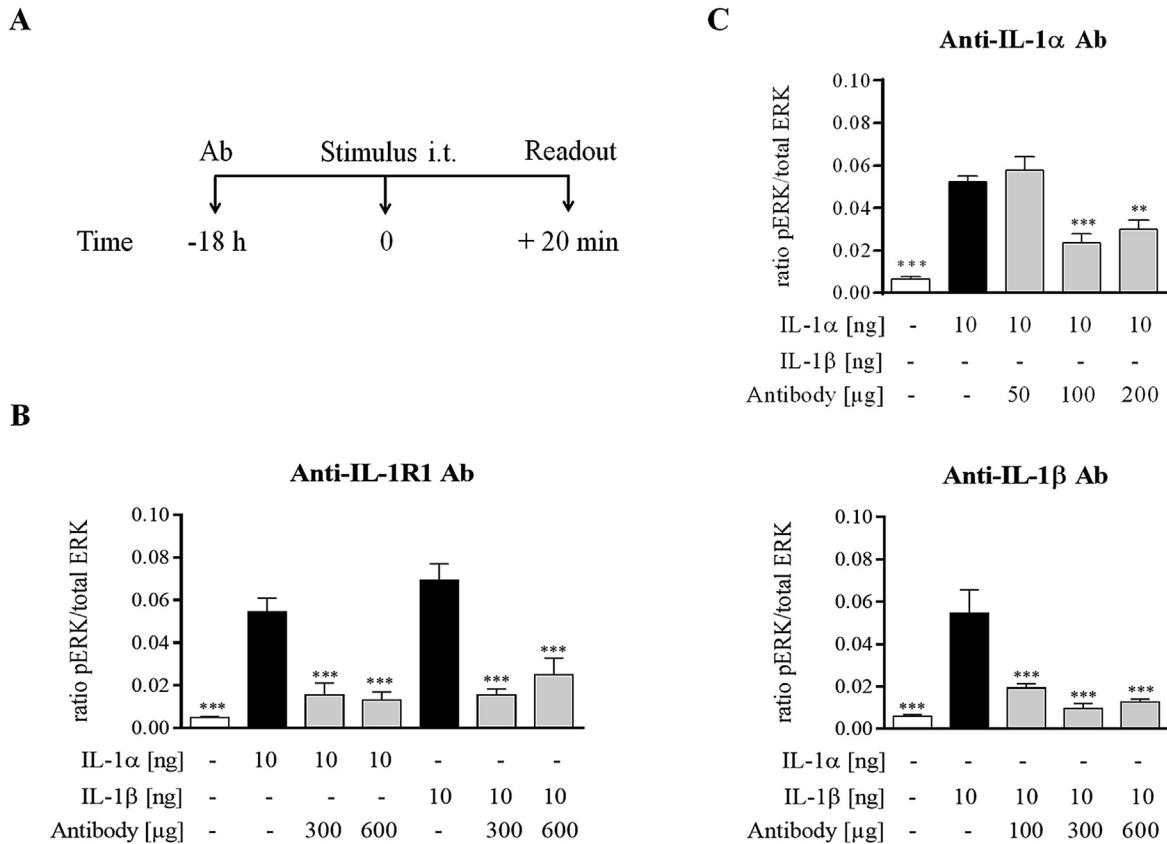 A
Ab Stimulus i.t. Readout
Time -18 h 0 + 20 min
B
Anti-IL-1R1 Ab
ratio pERK/total ERK
0.10
0.08
0.06
0.04
0.02
0.00
*** *** *** *** ***
IL-1α [ng] - 10 10 10 - - -
IL-1β [ng] - - - - 10 10 10
Antibody [µg] - - 300 600 - 300 600
C
Anti-IL-1α Ab
ratio pERK/total ERK
0.10
0.08
0.06
0.04
0.02
0.00
*** *** **
IL-1α [ng] - 10 10 10 10
IL-1β [ng] - - - - -
Antibody [µg] - - 50 100 200
Anti-IL-1β Ab
ratio pERK/total ERK
0.10
0.08
0.06
0.04
0.02
0.00
*** *** *** ***
IL-1α [ng] - - - - -
IL-1β [ng] - 10 10 10 10
Antibody [µg] - - 100 300 600